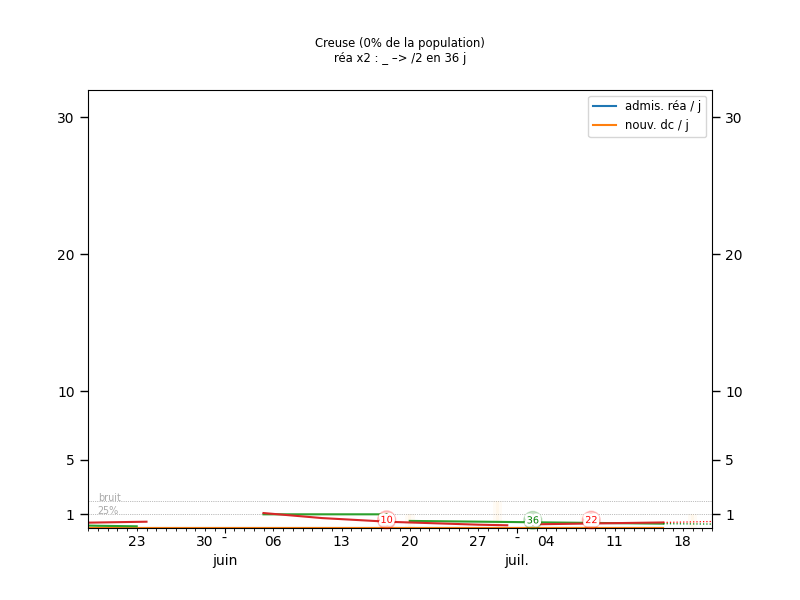 Creuse (0% de la population)
réa x2 : _ –> /2 en 36 j
admis. réa / j
nouv. dc / j
30 30
20 20
10 10
5 5
bruit
25%
1 1
10 36 22
23 30 - 06 13 20 27 - 04 11 18
juin juil.